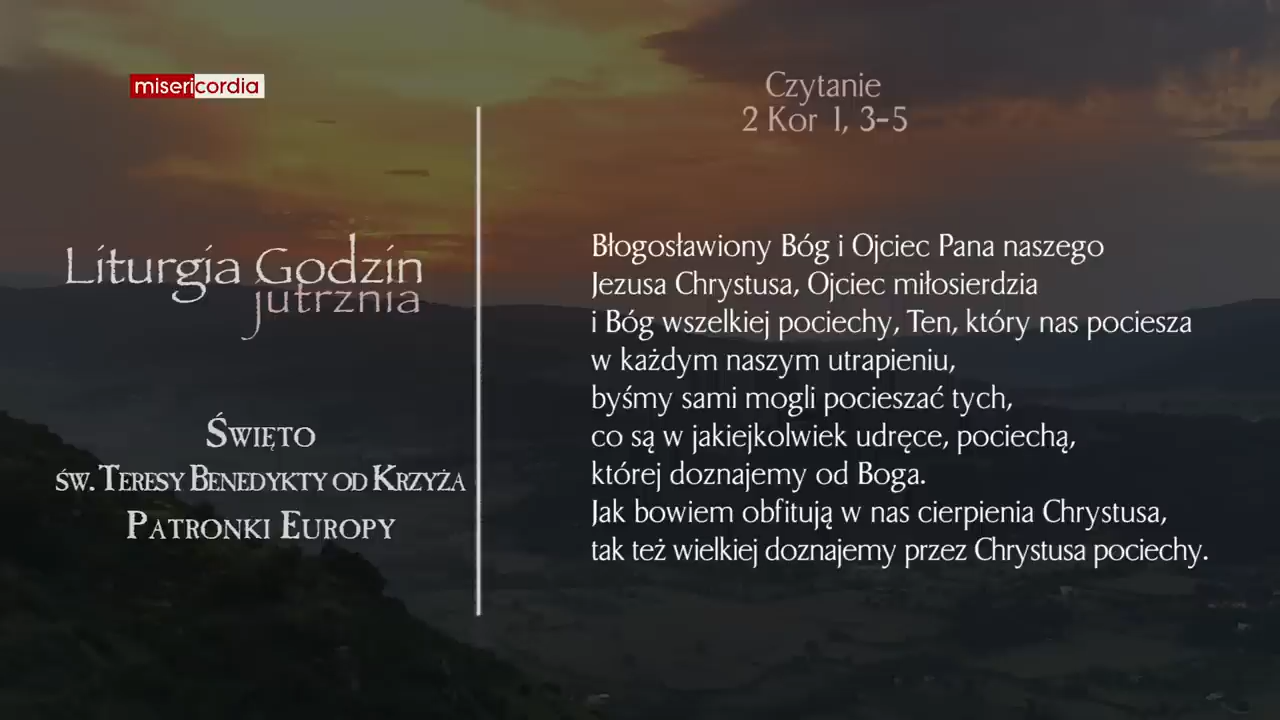 misericordia
Liturgia Godzin
jutrznia
Święto
św. Teresy Benedykty od Krzyża
Patronki Europy
Czytanie
2 Kor 1, 3-5
Błogosławiony Bóg i Ojciec Pana naszego
Jezusa Chrystusa, Ojciec miłosierdzia
i Bóg wszelkiej pociechy, Ten, który nas pociesza
w każdym naszym utrapieniu,
byśmy sami mogli pocieszać tych,
co są w jakiejkolwiek udręce, pociechą,
której doznajemy od Boga.
Jak bowiem obfitują w nas cierpienia Chrystusa,
tak też wielkiej doznajemy przez Chrystusa pociechy.